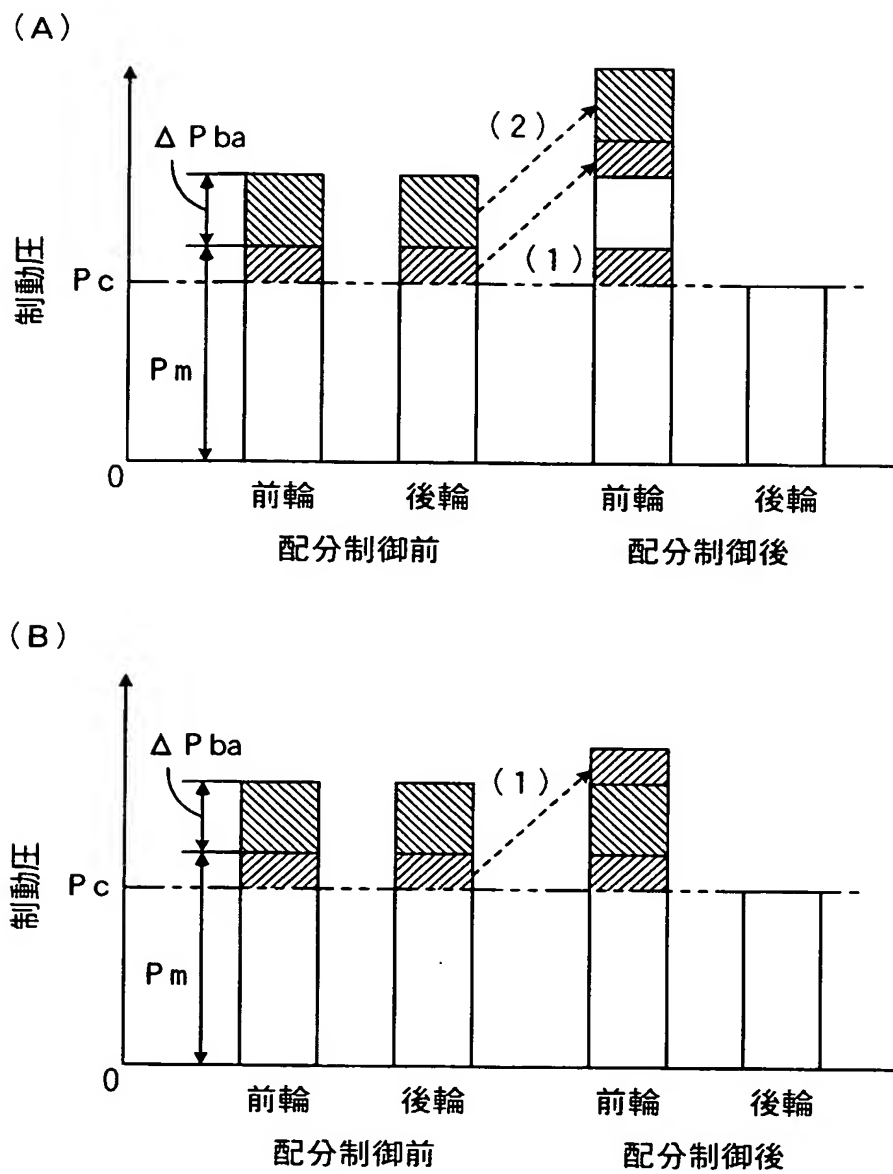 (A)
ΔPba
(2)
(1)
制動圧
Pc
Pm
0
前輪 後輪 前輪 後輪
配分制御前 配分制御後
(B)
ΔPba
(1)
制動圧
Pc
Pm
0
前輪 後輪 前輪 後輪
配分制御前 配分制御後